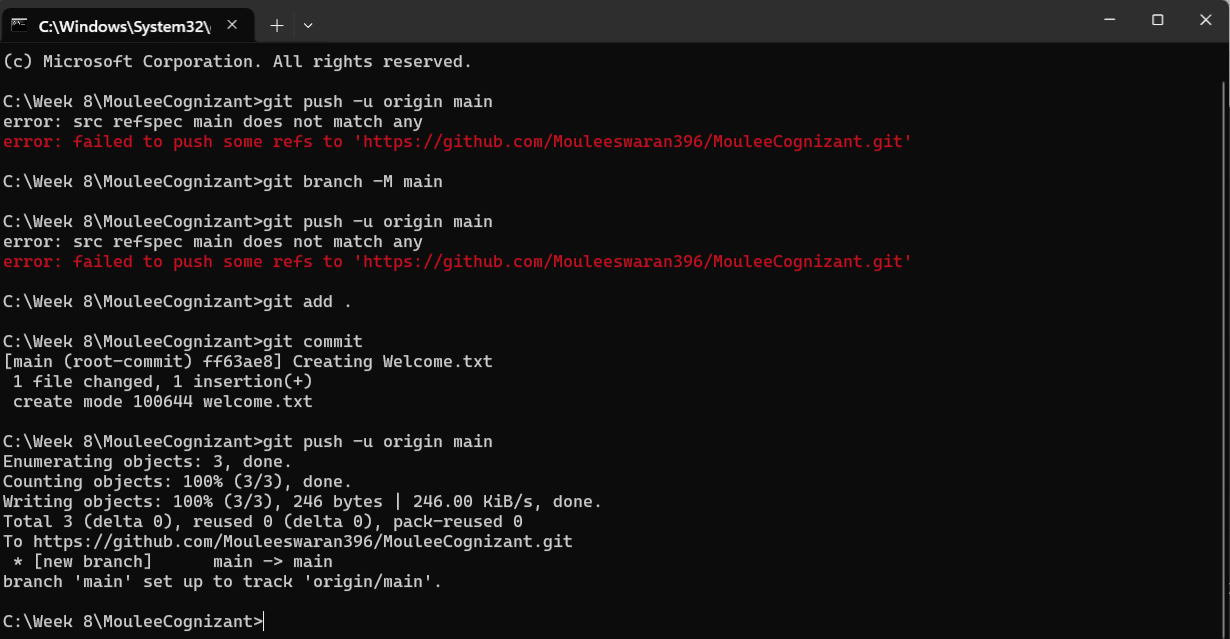 C:\Windows\System32\
(c) Microsoft Corporation. All rights reserved.
C:\Week 8\MouleeCognizant>git push -u origin main
error: src refspec main does not match any
error: failed to push some refs to 'https://github.com/Mouleeswaran396/MouleeCognizant.git'
C:\Week 8\MouleeCognizant>git branch -M main
C:\Week 8\MouleeCognizant>git push -u origin main
error: src refspec main does not match any
error: failed to push some refs to 'https://github.com/Mouleeswaran396/MouleeCognizant.git'
C:\Week 8\MouleeCognizant>git add .
C:\Week 8\MouleeCognizant>git commit
[main (root-commit) ff63ae8] Creating Welcome.txt
 1 file changed, 1 insertion(+)
 create mode 100644 welcome.txt
C:\Week 8\MouleeCognizant>git push -u origin main
Enumerating objects: 3, done.
Counting objects: 100% (3/3), done.
Writing objects: 100% (3/3), 246 bytes | 246.00 KiB/s, done.
Total 3 (delta 0), reused 0 (delta 0), pack-reused 0
To https://github.com/Mouleeswaran396/MouleeCognizant.git
 * [new branch]      main -> main
branch 'main' set up to track 'origin/main'.
C:\Week 8\MouleeCognizant>